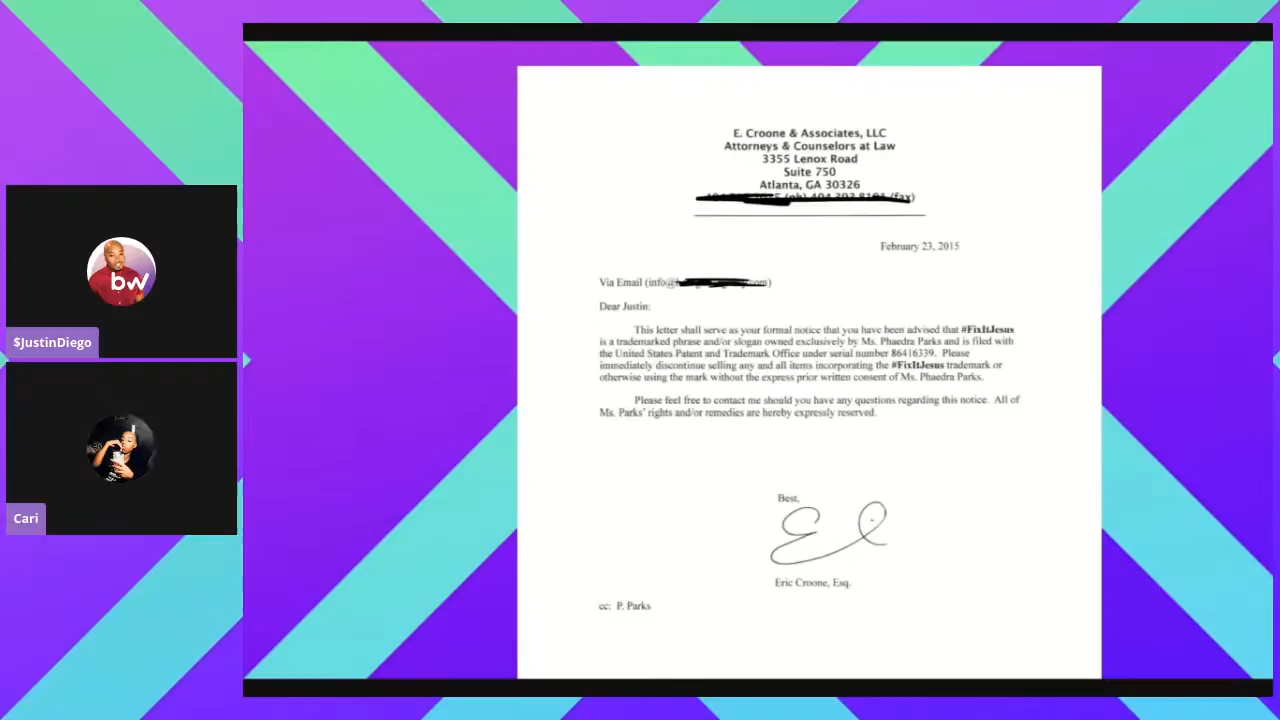 bw
$JustinDiego
Cari
E. Croone & Associates, LLC
Attorneys & Counselors at Law
3355 Lenox Road
Suite 750
Atlanta, GA 30326
(fax)
February 23, 2015
Via Email (info@
Dear Justin:
This letter shall serve as your formal notice that you have been advised that #FixItJesus
is a trademarked phrase and/or slogan owned exclusively by Ms. Phaedra Parks and is filed with
the United States Patent and Trademark Office under serial number 86416339. Please
immediately discontinue selling any and all items incorporating the #FixItJesus trademark or
otherwise using the mark without the express prior written consent of Ms. Phaedra Parks.
Please feel free to contact me should you have any questions regarding this notice. All of
Ms. Parks' rights and/or remedies are hereby expressly reserved.
Best,
Eric Croone, Esq.
cc: P. Parks